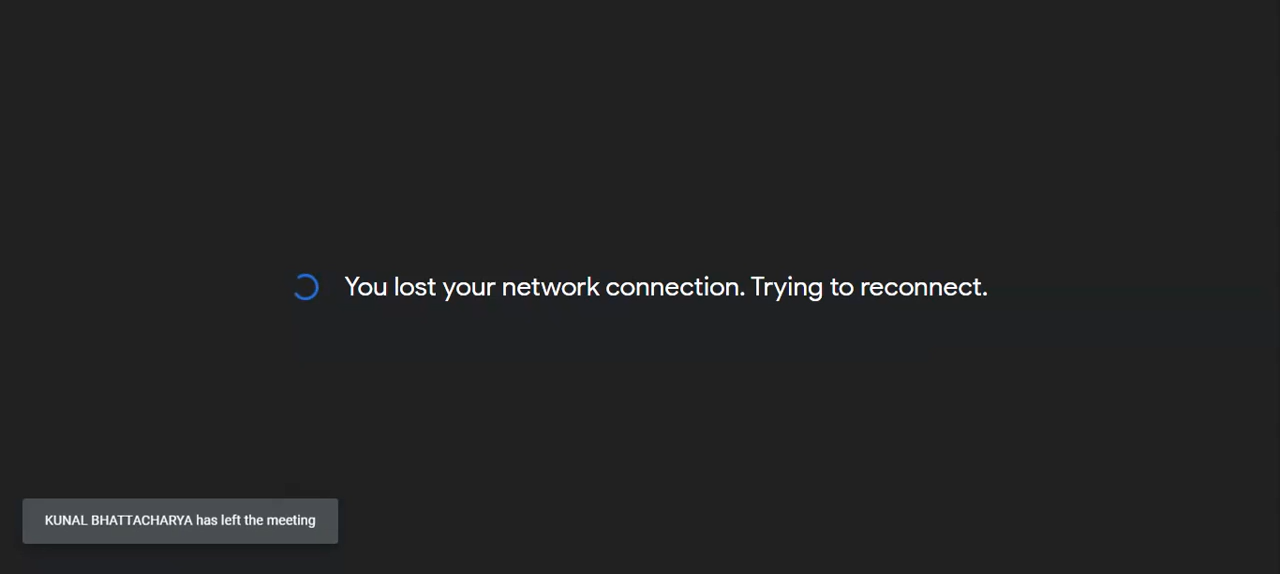 You lost your network connection. Trying to reconnect.
KUNAL BHATTACHARYA has left the meeting